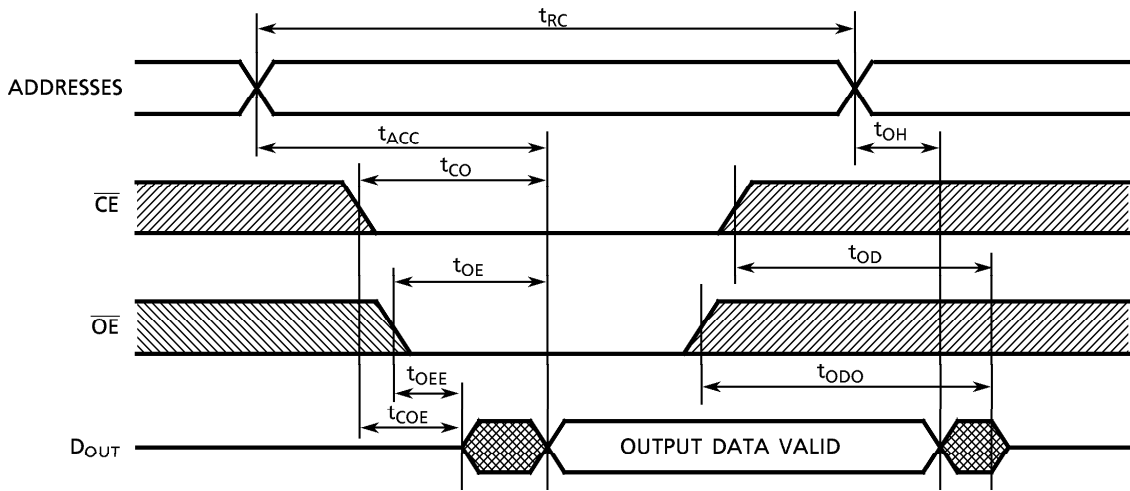 tRC
ADDRESSES
tACC
tOH
tCO
CE
tOE
tOD
OE
tOEE
tODO
tCOE
DOUT
OUTPUT DATA VALID